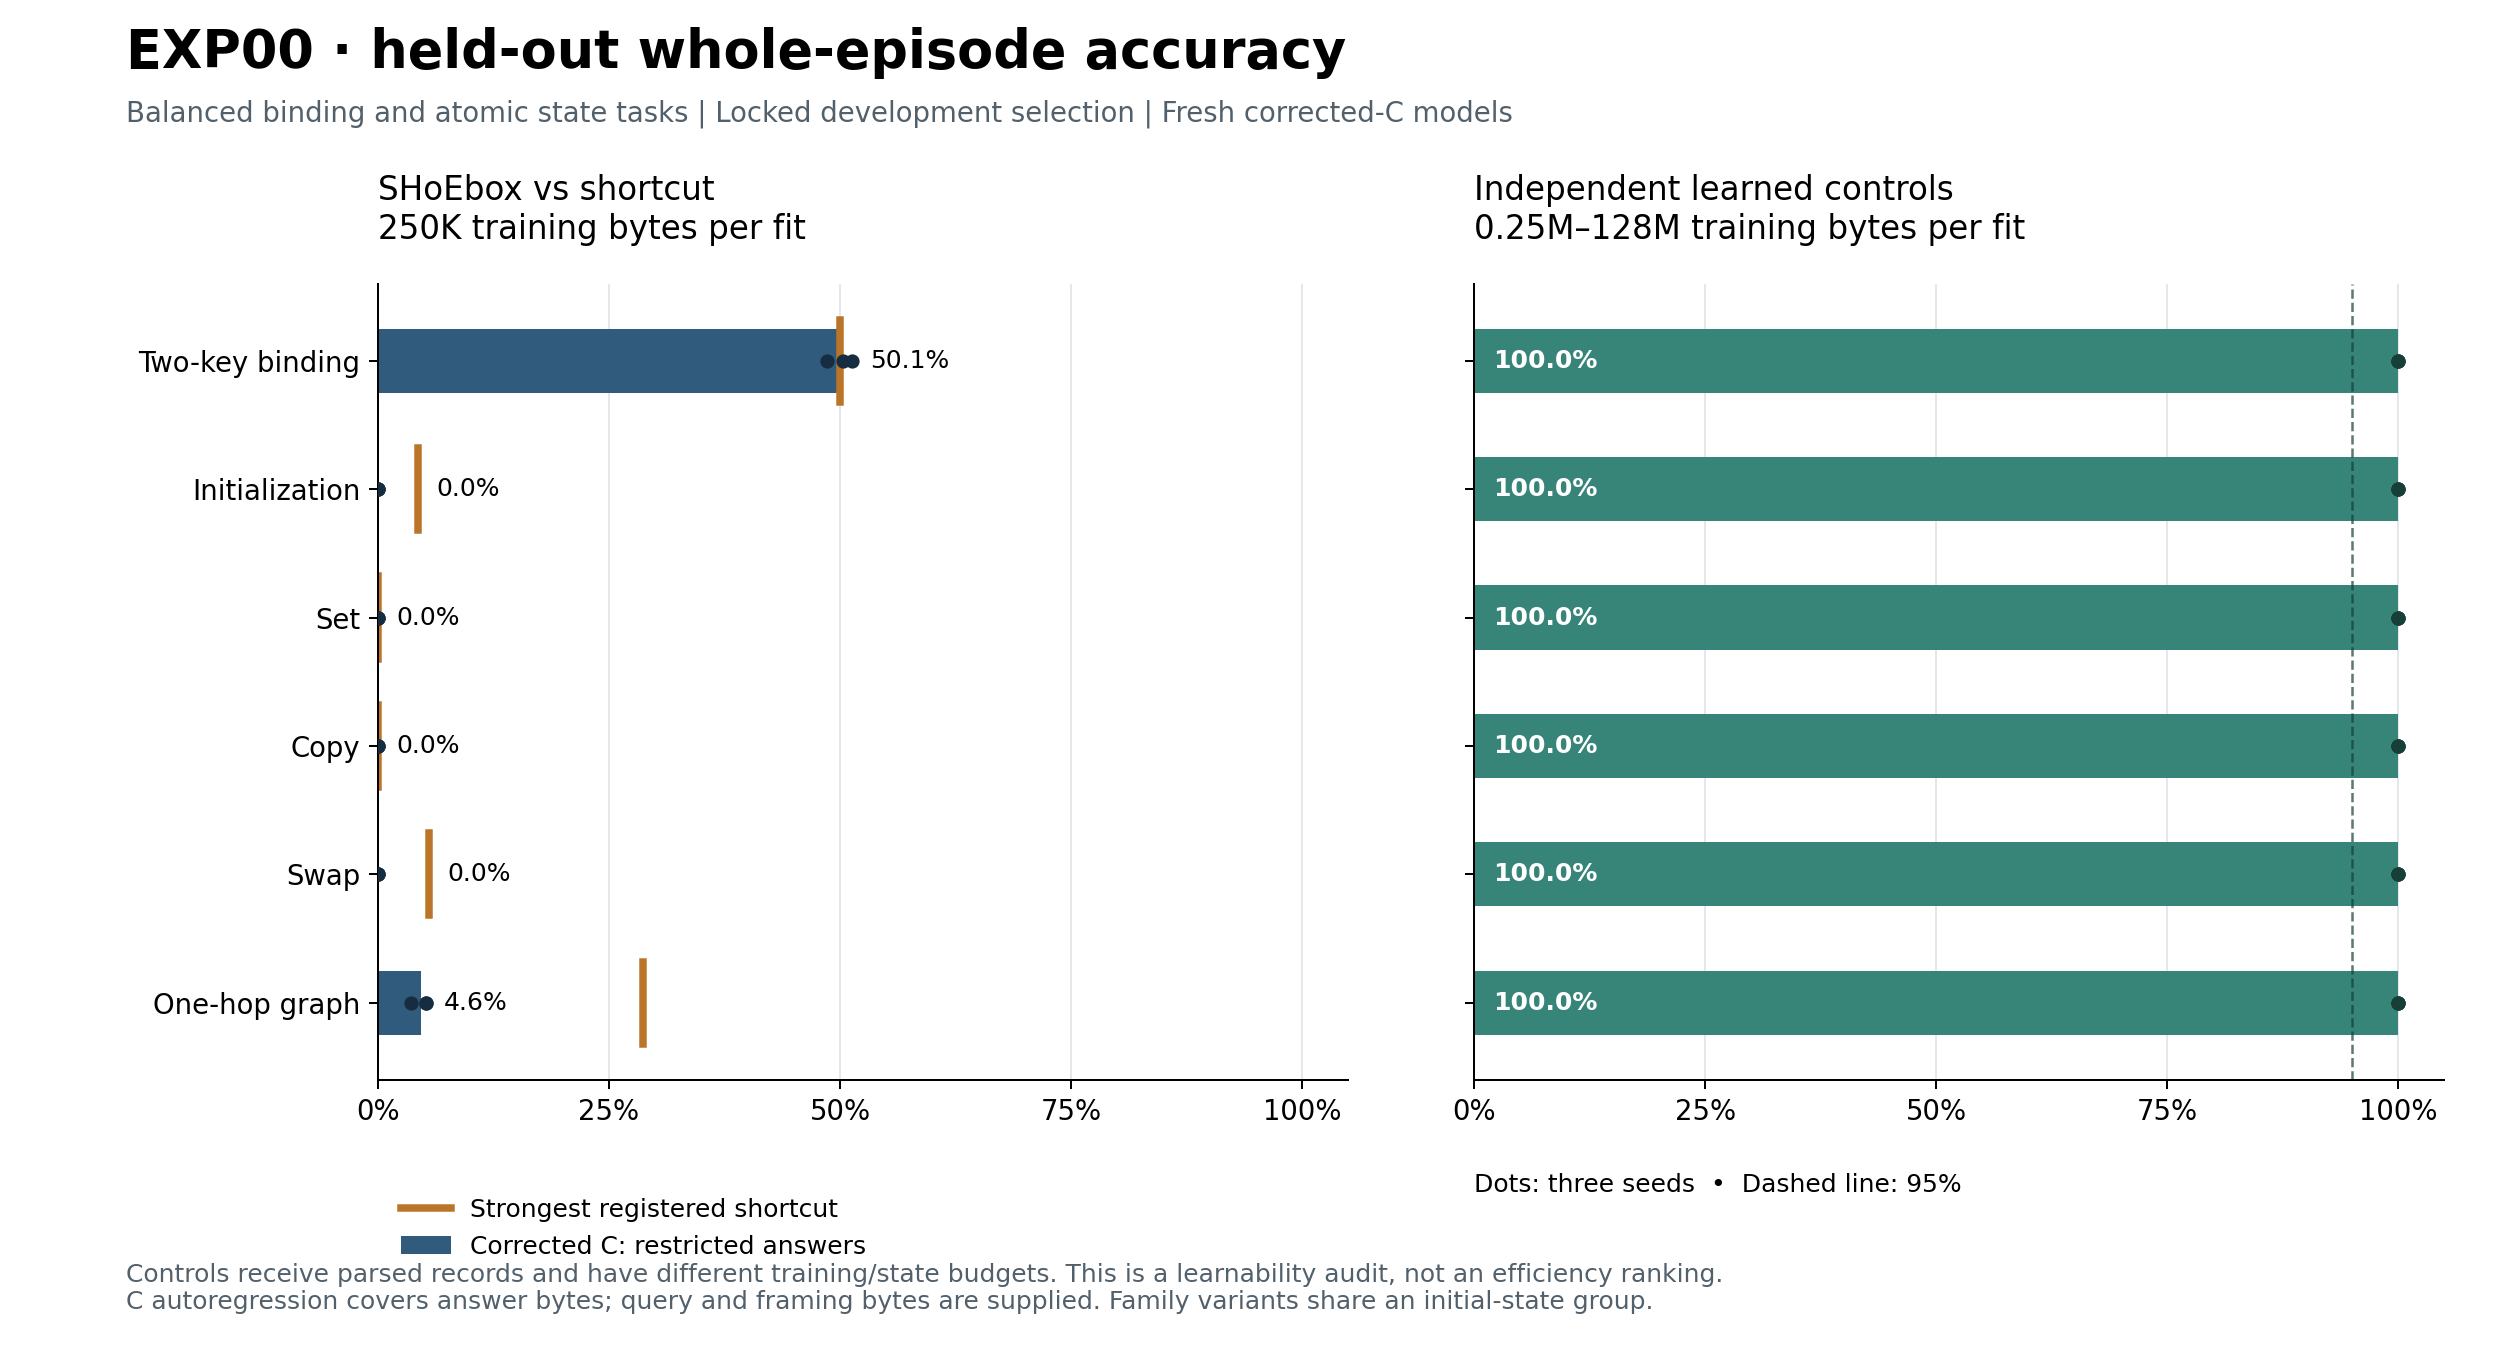 EXP00 · held-out whole-episode accuracy
Balanced binding and atomic state tasks | Locked development selection | Fresh corrected-C models
SHoEbox vs shortcut
250K training bytes per fit
Two-key binding
50.1%
Initialization
0.0%
Set
0.0%
Copy
0.0%
Swap
0.0%
One-hop graph
4.6%
0%
25%
50%
75%
100%
Strongest registered shortcut
Corrected C: restricted answers
Independent learned controls
0.25M–128M training bytes per fit
100.0%
100.0%
100.0%
100.0%
100.0%
100.0%
0%
25%
50%
75%
100%
Dots: three seeds • Dashed line: 95%
Controls receive parsed records and have different training/state budgets. This is a learnability audit, not an efficiency ranking.
C autoregression covers answer bytes; query and framing bytes are supplied. Family variants share an initial-state group.